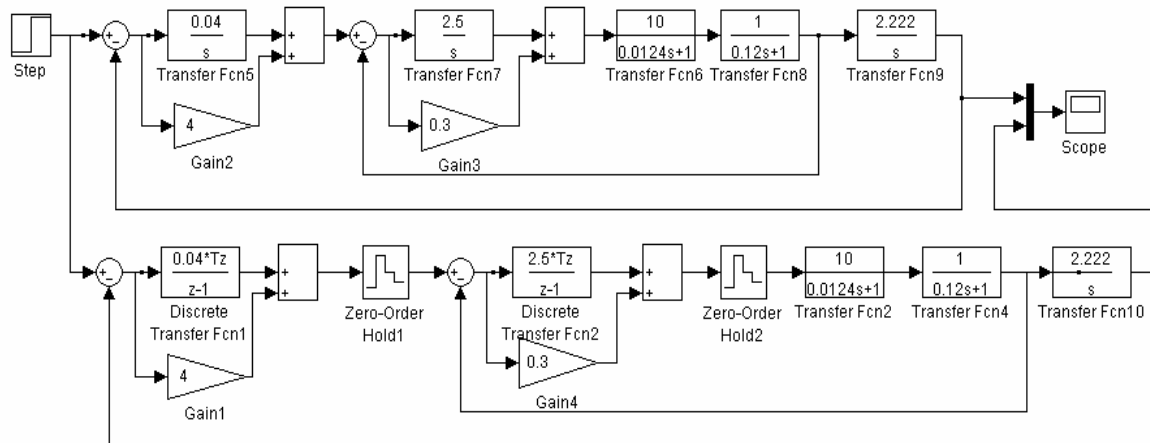 Step
0.04
s
Transfer Fcn5
4
Gain2
2.5
s
Transfer Fcn7
0.3
Gain3
10
0.0124s+1
Transfer Fcn6
1
0.12s+1
Transfer Fcn8
2.222
s
Transfer Fcn9
Scope
0.04*Tz
z-1
Discrete
Transfer Fcn1
4
Gain1
Zero-Order
Hold1
2.5*Tz
z-1
Discrete
Transfer Fcn2
0.3
Gain4
Zero-Order
Hold2
10
0.0124s+1
Transfer Fcn2
1
0.12s+1
Transfer Fcn4
2.222
s
Transfer Fcn10